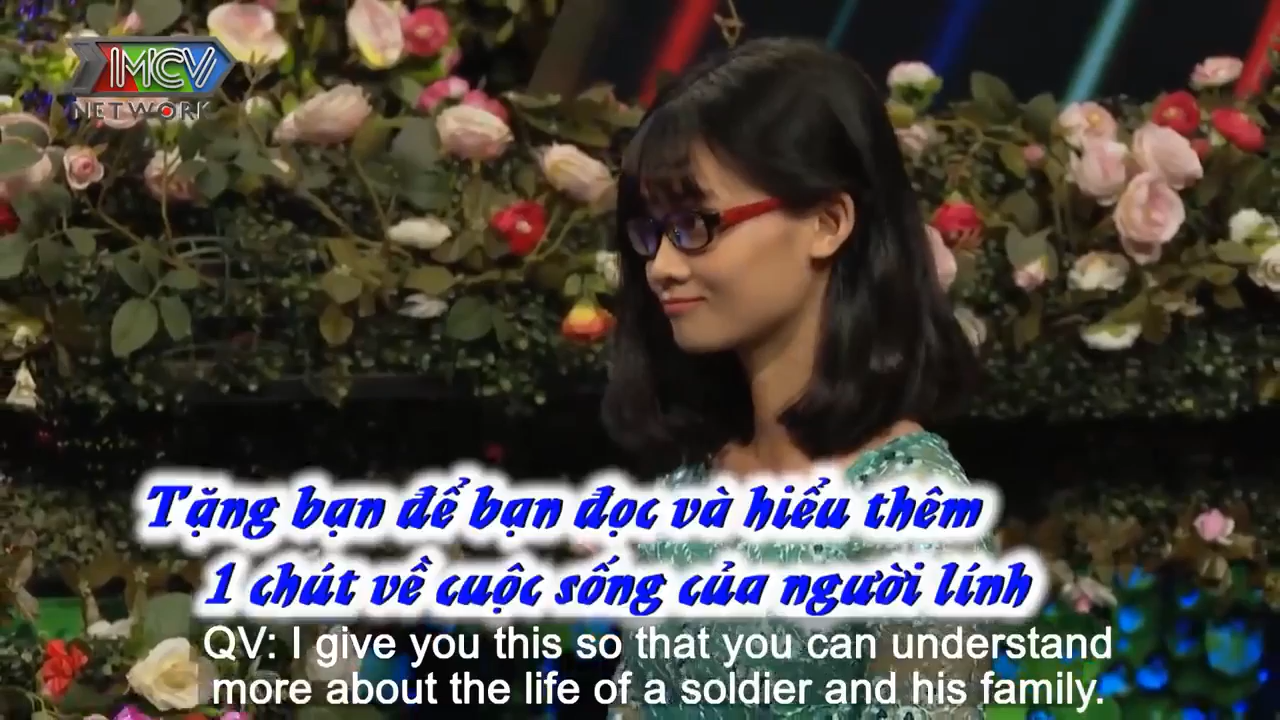 MCV
NETWORK
Tặng bạn để bạn đọc và hiểu thêm
1 chút về cuộc sống của người lính
QV: I give you this so that you can understand
more about the life of a soldier and his family.